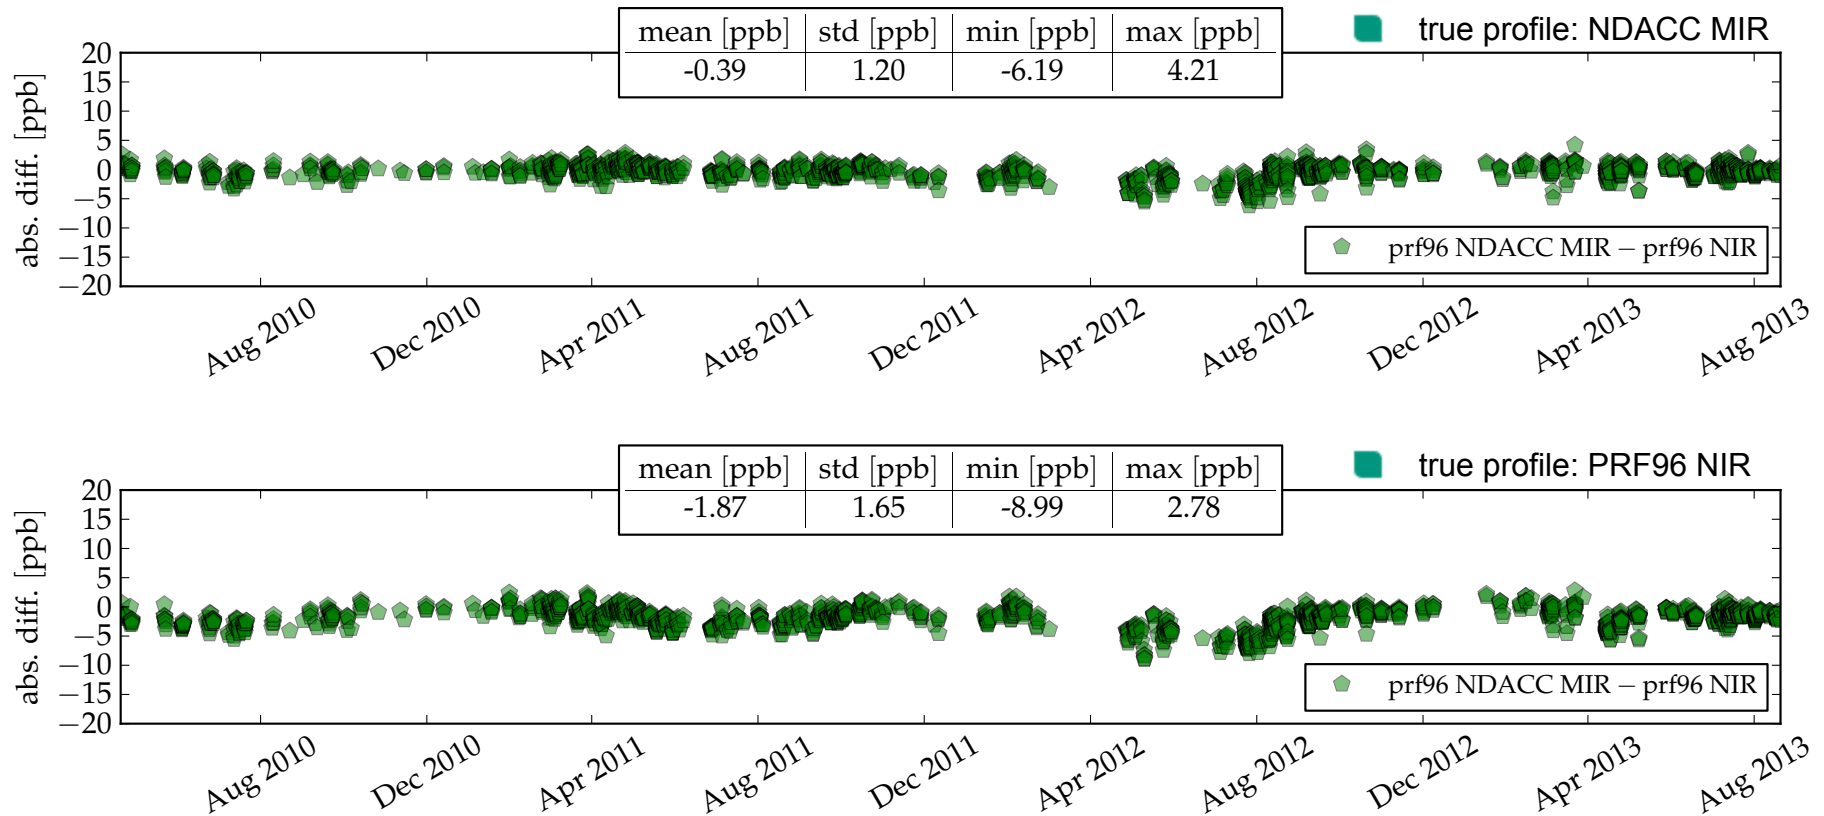 mean [ppb] std [ppb] min [ppb] max [ppb]
-0.39 1.20 -6.19 4.21
true profile: NDACC MIR
abs. diff. [ppb]
20
15
10
5
0
−5
−10
−15
−20
prf96 NDACC MIR − prf96 NIR
Aug 2010 Dec 2010 Apr 2011 Aug 2011 Dec 2011 Apr 2012 Aug 2012 Dec 2012 Apr 2013 Aug 2013
mean [ppb] std [ppb] min [ppb] max [ppb]
-1.87 1.65 -8.99 2.78
true profile: PRF96 NIR
abs. diff. [ppb]
20
15
10
5
0
−5
−10
−15
−20
prf96 NDACC MIR − prf96 NIR
Aug 2010 Dec 2010 Apr 2011 Aug 2011 Dec 2011 Apr 2012 Aug 2012 Dec 2012 Apr 2013 Aug 2013